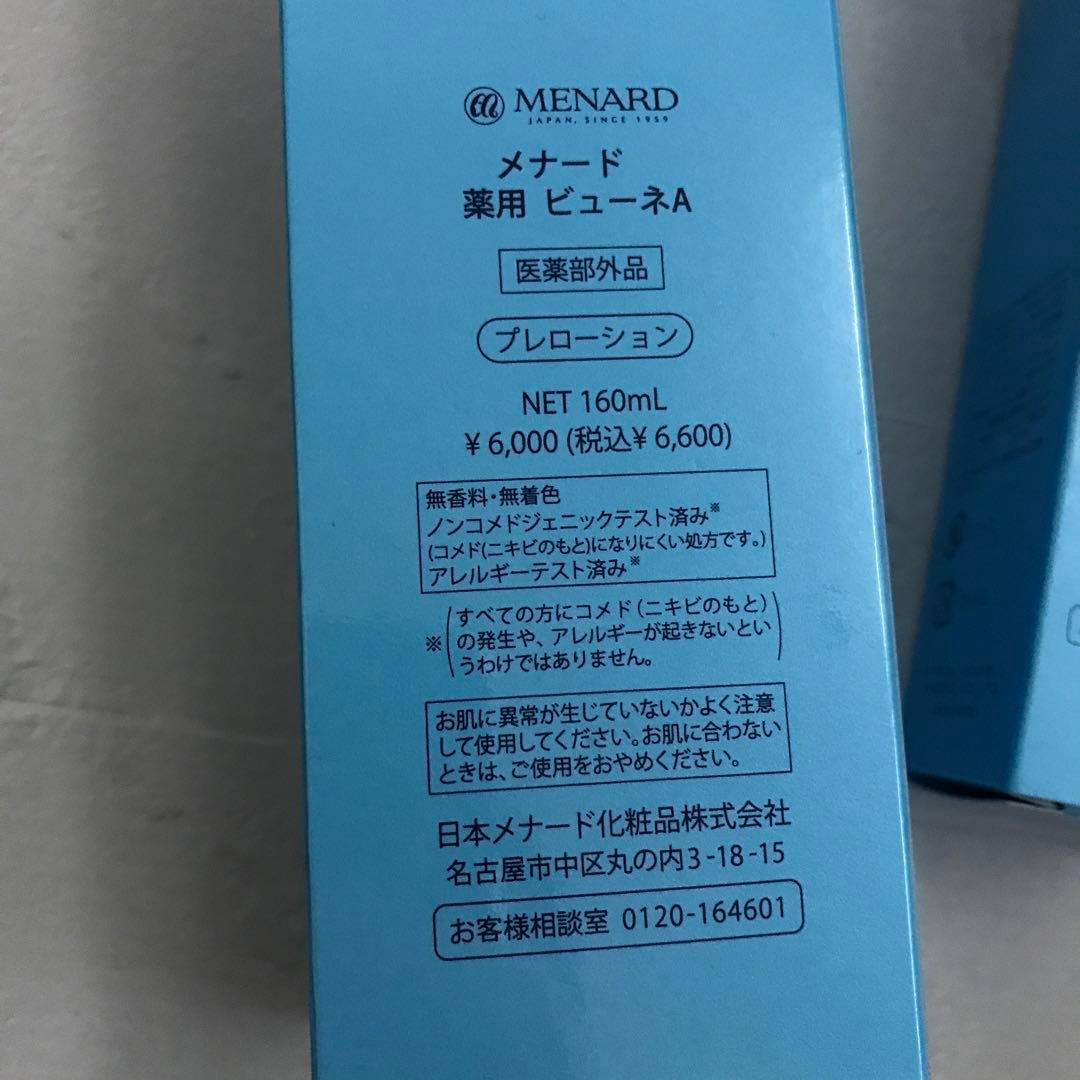 MENARD
JAPAN, SINCE 1959
メナード
薬用 ビューネA
医薬部外品
プレローション
NET 160mL
¥ 6,000 (税込¥ 6,600)
無香料・無着色
ノンコメドジェニックテスト済み※
(コメド(ニキビのもと)になりにくい処方です。)
アレルギーテスト済み※
※(すべての方にコメド（ニキビのもと）
の発生や、アレルギーが起きないとい
うわけではありません。)
お肌に異常が生じていないかよく注意
して使用してください。お肌に合わない
ときは、ご使用をおやめください。
日本メナード化粧品株式会社
名古屋市中区丸の内3-18-15
お客様相談室 0120-164601